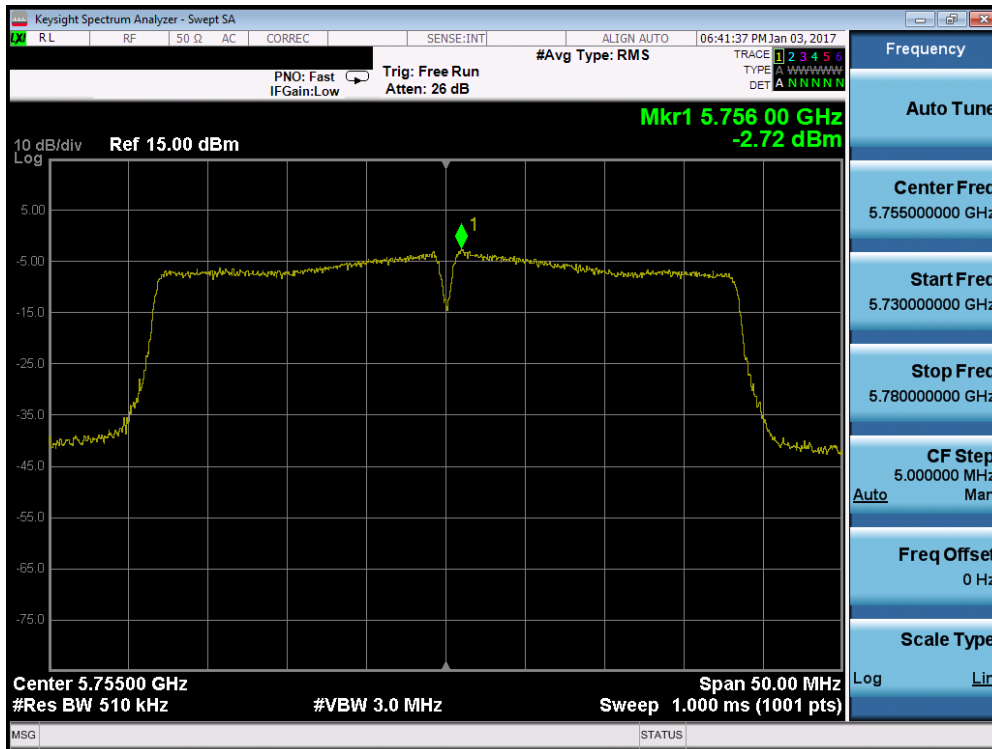 Keysight Spectrum Analyzer - Swept SA
LXI RL RF 50 Ω AC CORREC SENSE:INT ALIGN AUTO 06:41:37 PM Jan 03, 2017
#Avg Type: RMS TRACE 1 2 3 4 5 6
PNO: Fast Trig: Free Run TYPE A WWWWW
IFGain:Low Atten: 26 dB DET A N N N N N
Mkr1 5.756 00 GHz
-2.72 dBm
10 dB/div Ref 15.00 dBm
Log
5.00
1
-5.00
-15.0
-25.0
-35.0
-45.0
-55.0
-65.0
-75.0
Center 5.75500 GHz Span 50.00 MHz
#Res BW 510 kHz #VBW 3.0 MHz Sweep 1.000 ms (1001 pts)
MSG STATUS
Frequency
Auto Tune
Center Freq
5.755000000 GHz
Start Freq
5.730000000 GHz
Stop Freq
5.780000000 GHz
CF Step
5.000000 MHz
Auto Man
Freq Offset
0 Hz
Scale Type
Log Lin